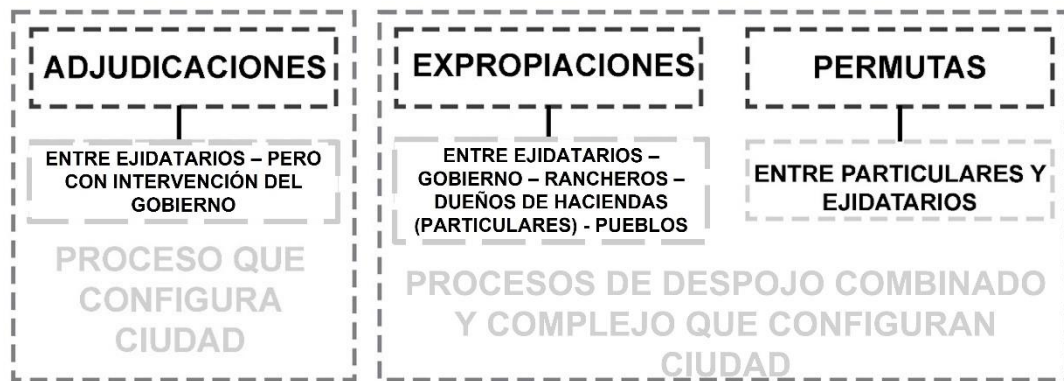 ADJUDICACIONES
ENTRE EJIDATARIOS – PERO
CON INTERVENCIÓN DEL
GOBIERNO
PROCESO QUE
CONFIGURA
CIUDAD
EXPROPIACIONES
ENTRE EJIDATARIOS –
GOBIERNO – RANCHEROS –
DUEÑOS DE HACIENDAS
(PARTICULARES) - PUEBLOS
PERMUTAS
ENTRE PARTICULARES Y
EJIDATARIOS
PROCESOS DE DESPOJO COMBINADO
Y COMPLEJO QUE CONFIGURAN
CIUDAD